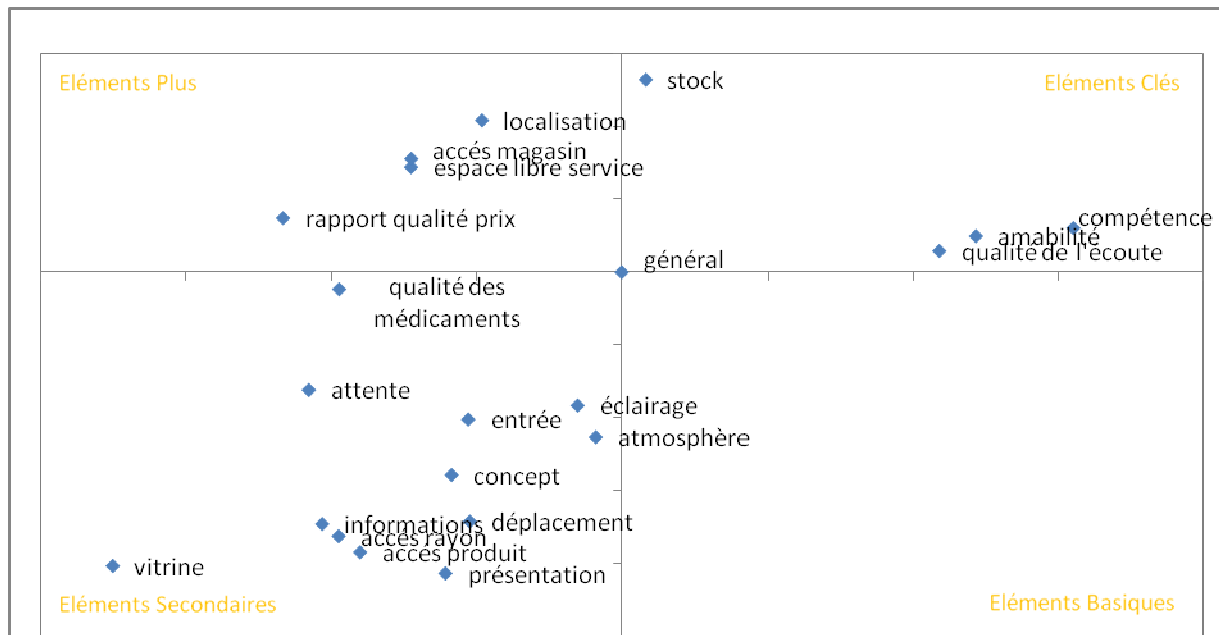 Eléments Plus
stock
Eléments Clés
localisation
accés magasin
espace libre service
rapport qualité prix
compétence
amabilité
qualité de l'écoute
général
qualité des
médicaments
attente
éclairage
entrée
atmosphère
concept
informations
déplacement
accés rayon
accés produit
vitrine
présentation
Eléments Secondaires
Eléments Basiques